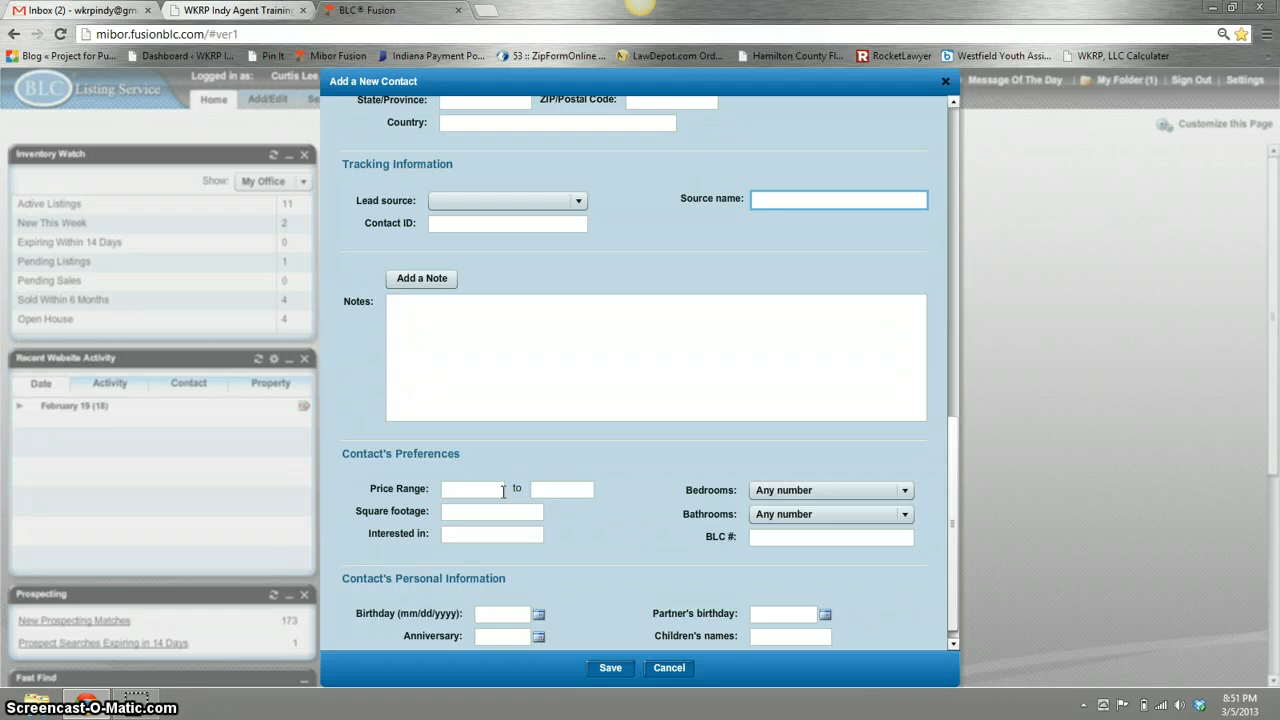 Inbox (2) - wkrpindy@gm
WKRP Indy Agent Training
BLC® Fusion
mibor.fusionblc.com/#ver1
Blog « Project for Pu...
Dashboard ‹ WKRP I...
Pin It
Mibor Fusion
Indiana Payment Po...
53 :: ZipFormOnline ...
LawDepot.com Ord...
Hamilton County Fl...
RocketLawyer
Westfield Youth Assi...
WKRP, LLC Calculater
BLC Listing Service
Logged in as: Curtis Lee
Message Of The Day
My Folder (1)
Sign Out
Settings
Home
Add/Edit
Se
Customize this Page
Inventory Watch
Show: My Office
Active Listings 11
New This Week 2
Expiring Within 14 Days 0
Pending Listings 1
Pending Sales 0
Sold Within 6 Months 4
Open House 4
Recent Website Activity
Date Activity Contact Property
February 19 (18)
Prospecting
New Prospecting Matches 173
Prospect Searches Expiring in 14 Days 1
Fast Find
Add a New Contact
State/Province: ZIP/Postal Code:
Country:
Tracking Information
Lead source: Source name:
Contact ID:
Add a Note
Notes:
Contact's Preferences
Price Range: to Bedrooms: Any number
Square footage: Bathrooms: Any number
Interested in: BLC #:
Contact's Personal Information
Birthday (mm/dd/yyyy): Partner's birthday:
Anniversary: Children's names:
Save Cancel
Screencast-O-Matic.com
8:51 PM
3/5/2013